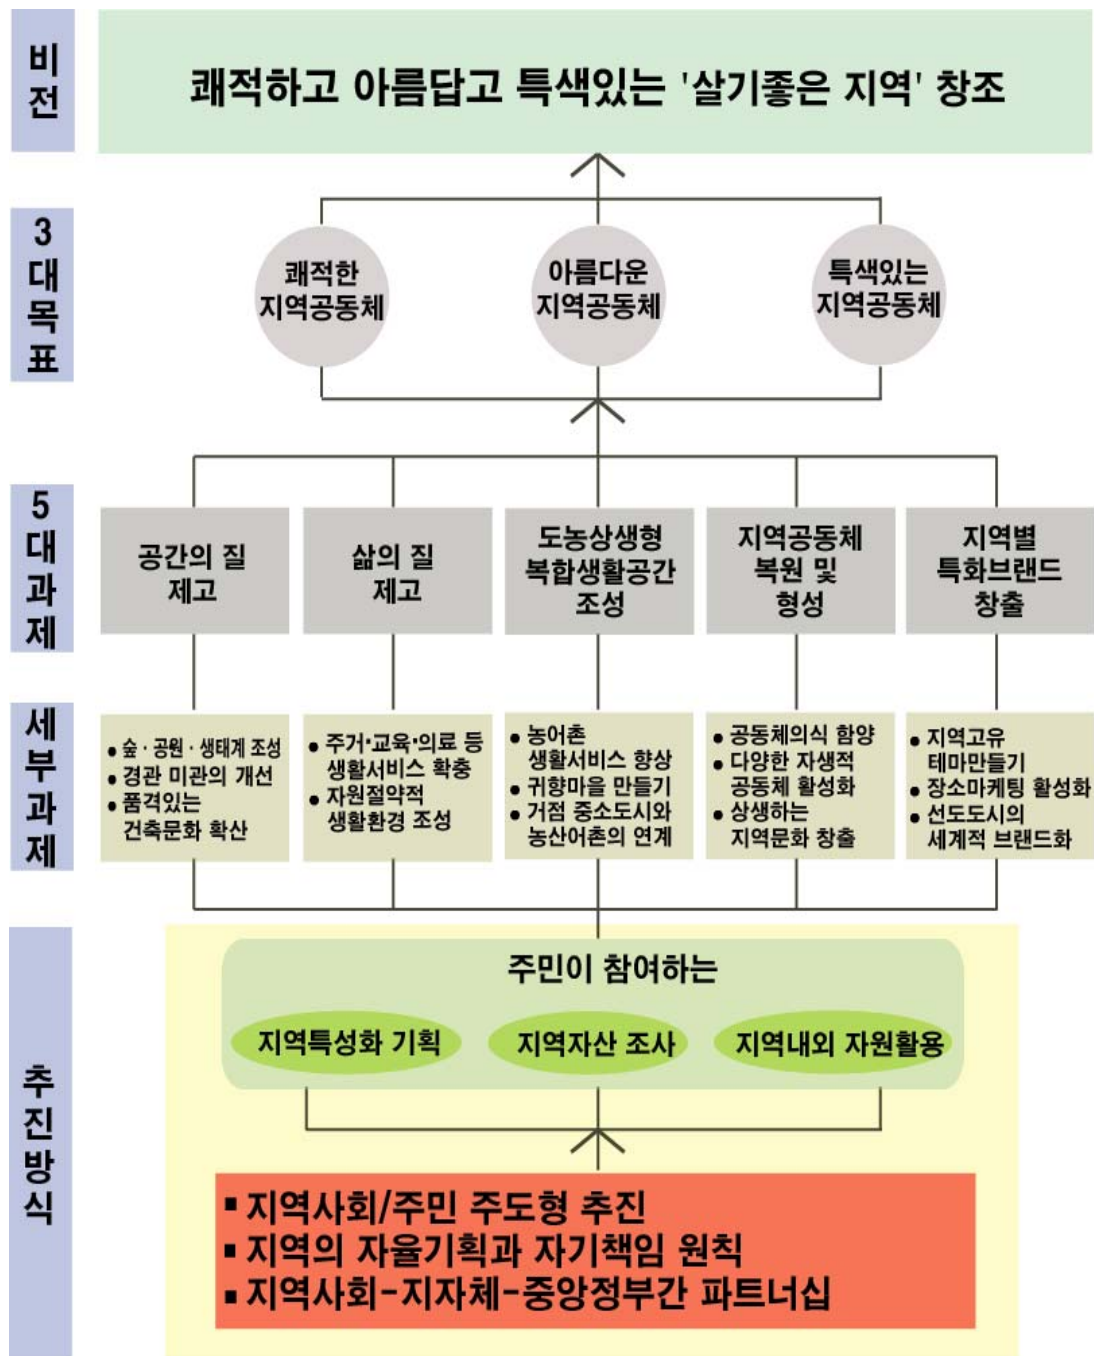 비전
쾌적하고 아름답고 특색있는 '살기좋은 지역' 창조
3대목표
쾌적한
지역공동체
아름다운
지역공동체
특색있는
지역공동체
5대과제
공간의 질
제고
삶의 질
제고
도농상생형
복합생활공간
조성
지역공동체
복원 및
형성
지역별
특화브랜드
창출
세부과제
● 숲·공원·생태계 조성
● 경관 미관의 개선
● 품격있는
건축문화 확산
● 주거·교육·의료 등
생활서비스 확충
● 자원절약적
생활환경 조성
● 농어촌
생활서비스 향상
● 귀향마을 만들기
● 거점 중소도시와
농산어촌의 연계
● 공동체의식 함양
● 다양한 자생적
공동체 활성화
● 상생하는
지역문화 창출
● 지역고유
테마만들기
● 장소마케팅 활성화
● 선도도시의
세계적 브랜드화
추진방식
주민이 참여하는
지역특성화 기획
지역자산 조사
지역내외 자원활용
▪ 지역사회/주민 주도형 추진
▪ 지역의 자율기획과 자기책임 원칙
▪ 지역사회-지자체-중앙정부간 파트너십